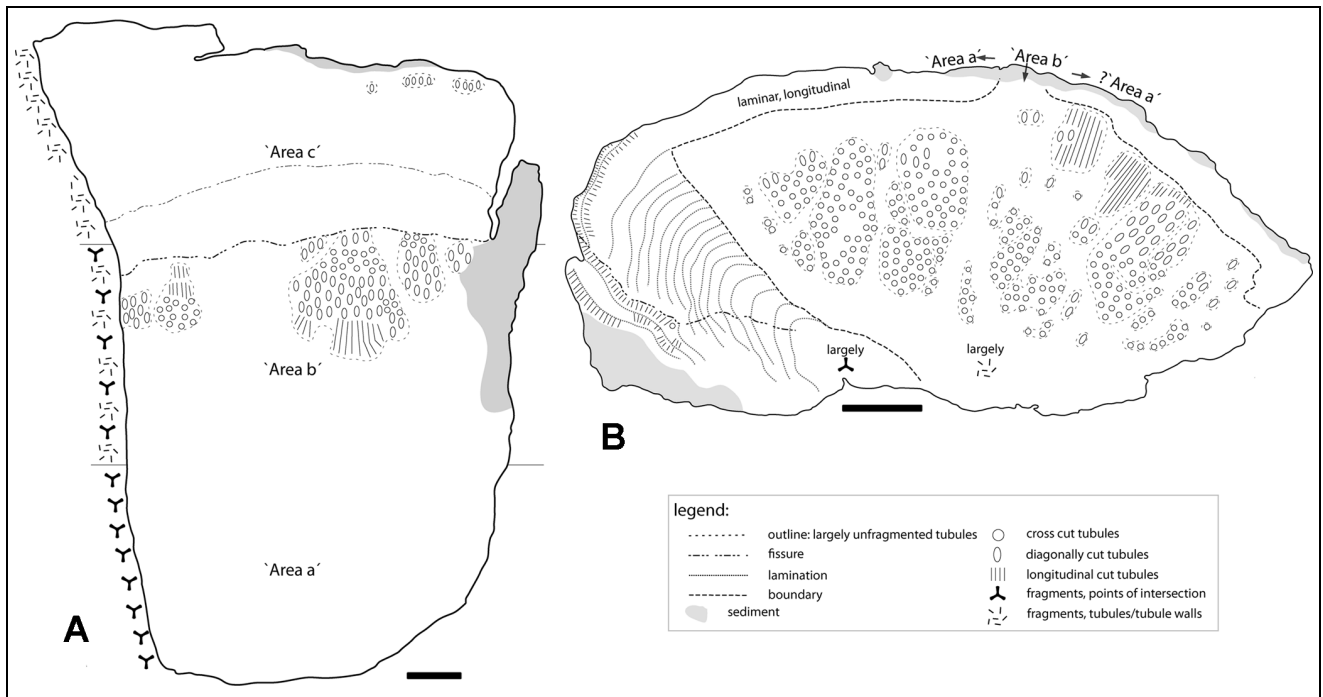 `Area c´
`Area b´
`Area a´
A
`Area a´
`Area b´
?`Area a´
laminar, longitudinal
largely
largely
B
legend:
outline: largely unfragmented tubules
fissure
lamination
boundary
sediment
cross cut tubules
diagonally cut tubules
longitudinal cut tubules
fragments, points of intersection
fragments, tubules/tubule walls